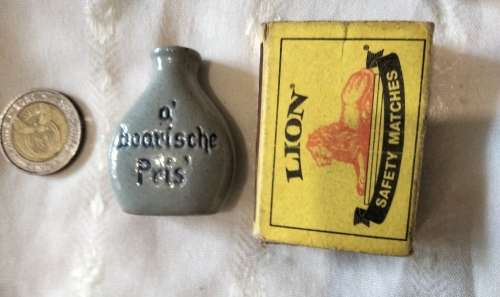 a'
boarische
Pris'
LION
SAFETY MATCHES